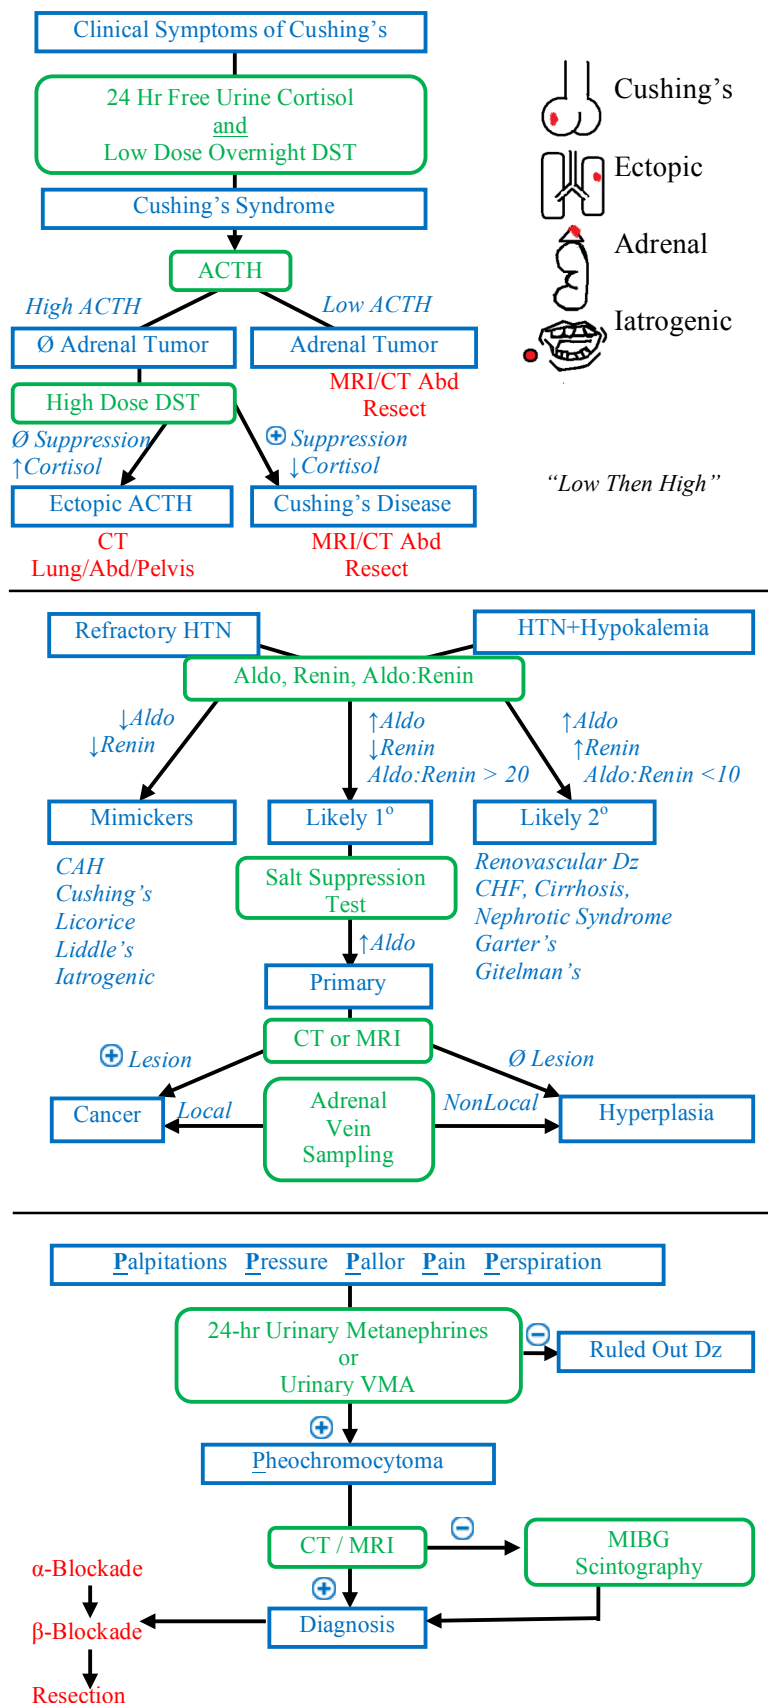 Clinical Symptoms of Cushing's
24 Hr Free Urine Cortisol
and
Low Dose Overnight DST
Cushing's Syndrome
ACTH
High ACTH
Low ACTH
Ø Adrenal Tumor
Adrenal Tumor
MRI/CT Abd
Resect
High Dose DST
Ø Suppression
↑Cortisol
⊕ Suppression
↓Cortisol
Ectopic ACTH
Cushing's Disease
CT
Lung/Abd/Pelvis
MRI/CT Abd
Resect
Cushing's
Ectopic
Adrenal
Iatrogenic
"Low Then High"
Refractory HTN
HTN+Hypokalemia
Aldo, Renin, Aldo:Renin
↓Aldo
↓Renin
↑Aldo
↓Renin
Aldo:Renin > 20
↑Aldo
↑Renin
Aldo:Renin <10
Mimickers
Likely 1º
Likely 2º
CAH
Cushing's
Licorice
Liddle's
Iatrogenic
Salt Suppression
Test
Renovascular Dz
CHF, Cirrhosis,
Nephrotic Syndrome
Garter's
Gitelman's
↑Aldo
Primary
CT or MRI
⊕ Lesion
Ø Lesion
Cancer
Local
Adrenal
Vein
Sampling
NonLocal
Hyperplasia
Palpitations Pressure Pallor Pain Perspiration
24-hr Urinary Metanephrines
or
Urinary VMA
⊖
Ruled Out Dz
⊕
Pheochromocytoma
CT / MRI
⊖
MIBG
Scintography
⊕
Diagnosis
α-Blockade
β-Blockade
Resection